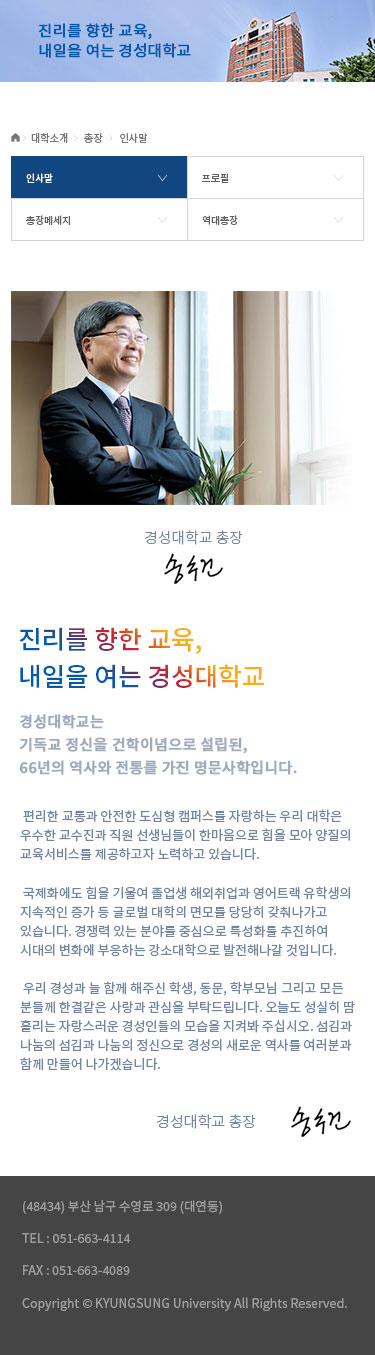 진리를 향한 교육,
내일을 여는 경성대학교
대학소개 > 총장 > 인사말
인사말
프로필
총장메세지
역대총장
경성대학교 총장
송수건
진리를 향한 교육,
내일을 여는 경성대학교
경성대학교는
기독교 정신을 건학이념으로 설립된,
66년의 역사와 전통를 가진 명문사학입니다.
편리한 교통과 안전한 도심형 캠퍼스를 자랑하는 우리 대학은
우수한 교수진과 직원 선생님들이 한마음으로 힘을 모아 양질의
교육서비스를 제공하고자 노력하고 있습니다.
국제화에도 힘을 기울여 졸업생 해외취업과 영어트랙 유학생의
지속적인 증가 등 글로벌 대학의 면모를 당당히 갖춰나가고
있습니다. 경쟁력 있는 분야를 중심으로 특성화를 추진하여
시대의 변화에 부응하는 강소대학으로 발전해나갈 것입니다.
우리 경성과 늘 함께 해주신 학생, 동문, 학부모님 그리고 모든
분들께 한결같은 사랑과 관심을 부탁드립니다. 오늘도 성실히 땀
흘리는 자랑스러운 경성인들의 모습을 지켜봐 주십시오. 섬김과
나눔의 섬김과 나눔의 정신으로 경성의 새로운 역사를 여러분과
함께 만들어 나가겠습니다.
경성대학교 총장 송수건
(48434) 부산 남구 수영로 309 (대연동)
TEL : 051-663-4114
FAX : 051-663-4089
Copyright © KYUNGSUNG University All Rights Reserved.